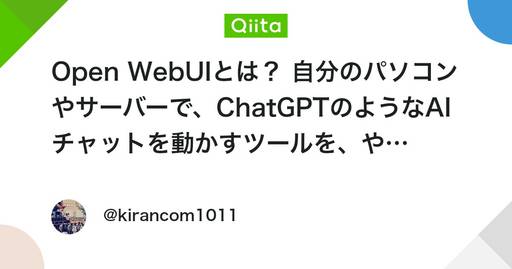 Qiita
Open WebUIとは？ 自分のパソコン
やサーバーで、ChatGPTのようなAI
チャットを動かすツールを、や…
@kirancom1011